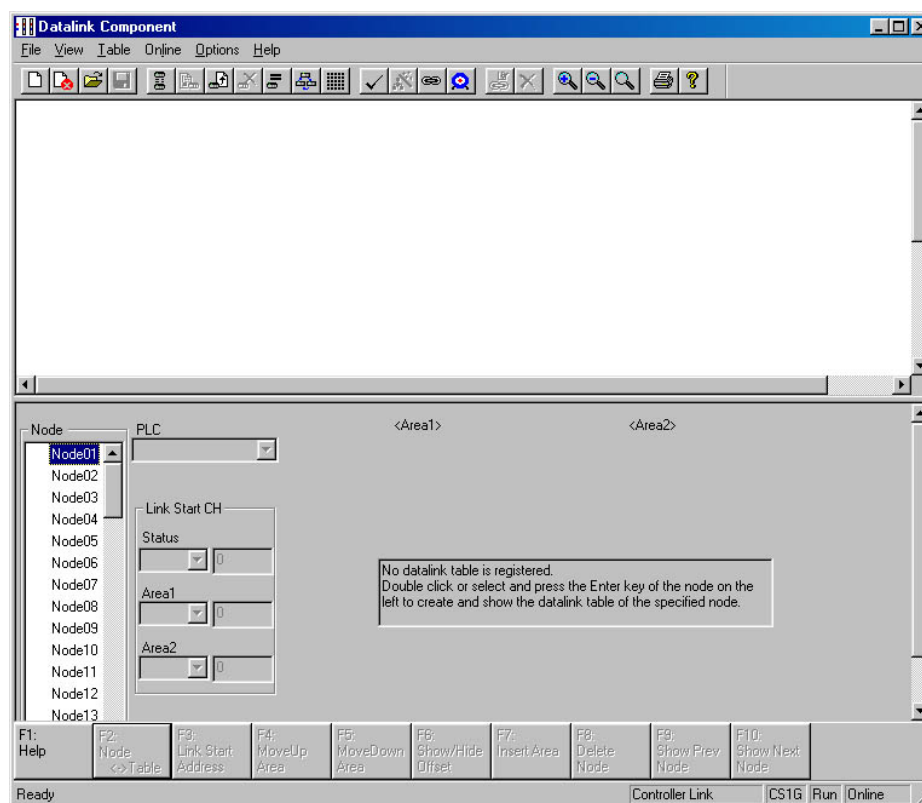 Datalink Component
File View Table Online Options Help
Node
PLC
<Area1>
<Area2>
Node01
Node02
Node03
Node04
Node05
Node06
Node07
Node08
Node09
Node10
Node11
Node12
Node13
Link Start CH
Status
0
Area1
0
Area2
0
No datalink table is registered.
Double click or select and press the Enter key of the node on the
left to create and show the datalink table of the specified node.
F1:
Help
F2:
Node
<->Table
F3:
Link Start
Address
F4:
MoveUp
Area
F5:
MoveDown
Area
F6:
Show/Hide
Offset
F7:
Insert Area
F8:
Delete
Node
F9:
Show Prev
Node
F10:
Show Next
Node
Ready
Controller Link
CS1G
Run
Online